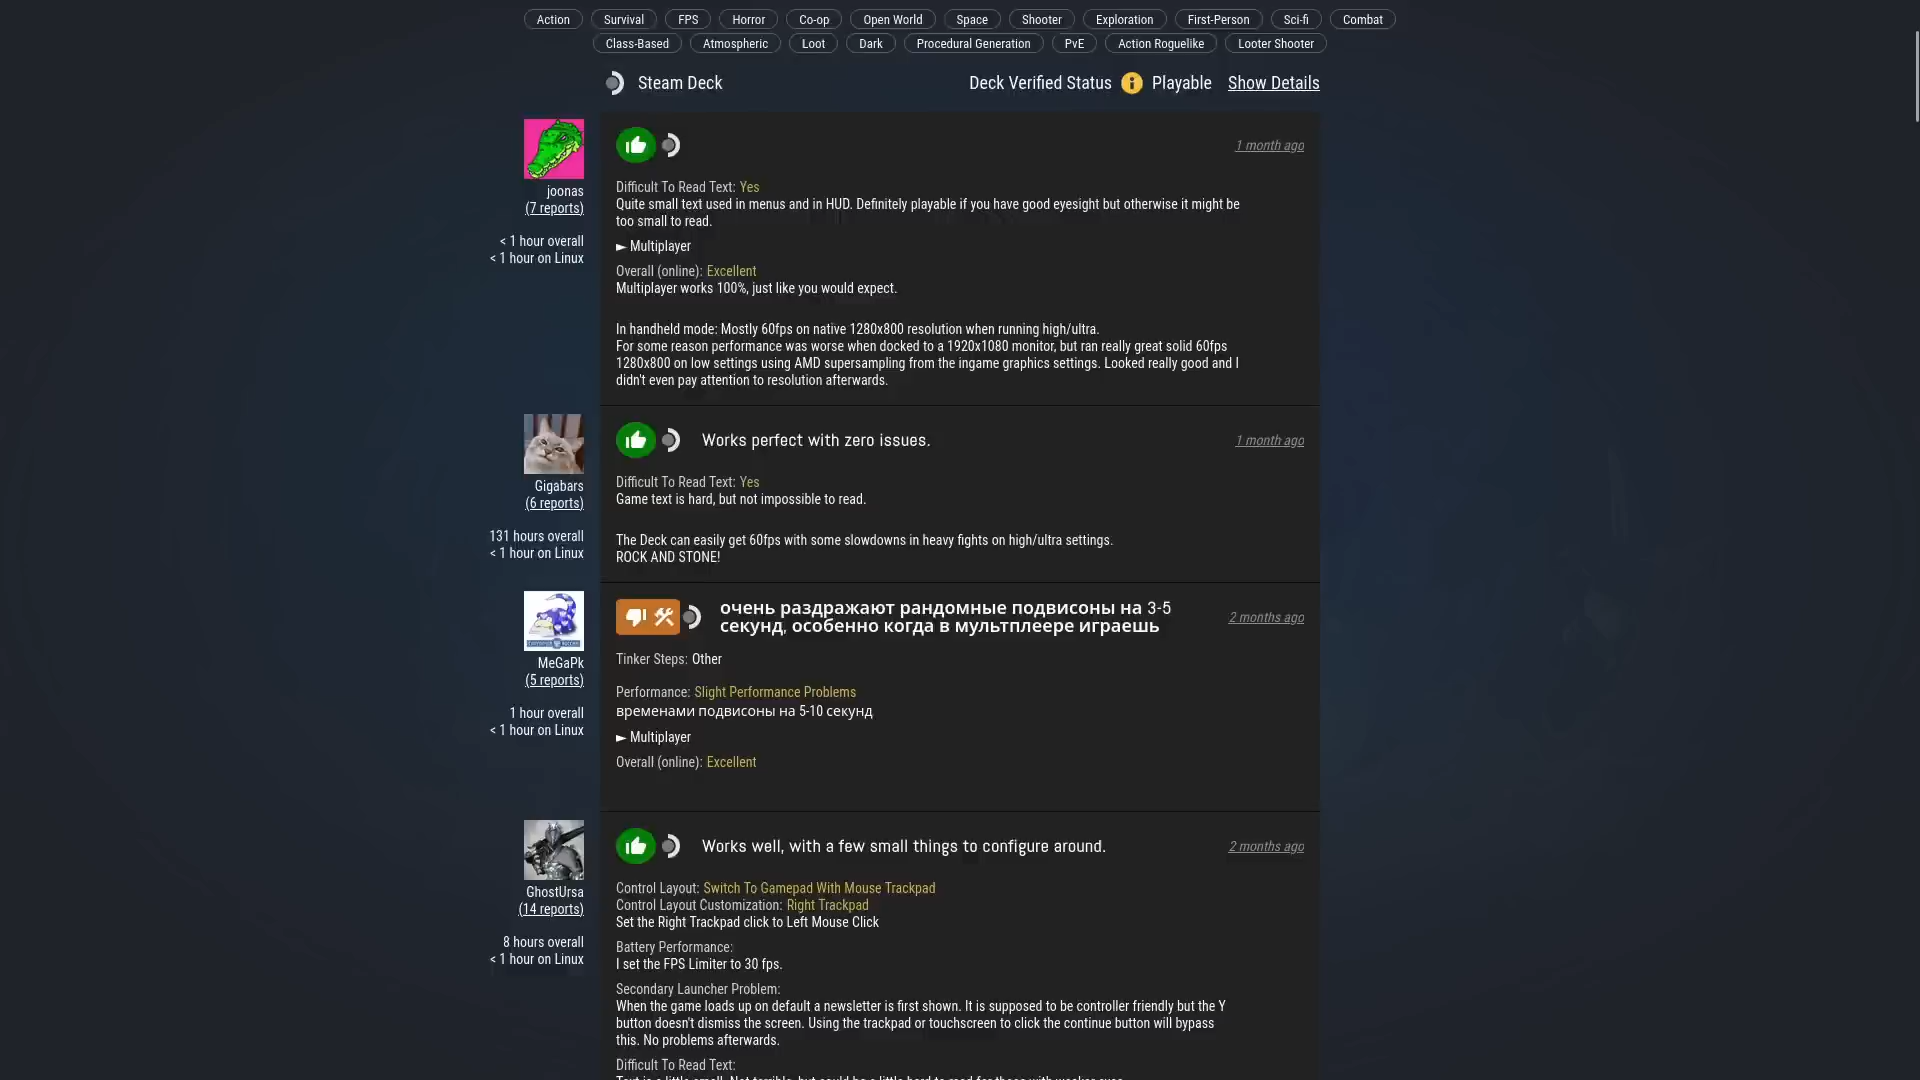 Action Survival FPS Horror Co-op Open World Space Shooter Exploration First-Person Sci-fi Combat
Class-Based Atmospheric Loot Dark Procedural Generation PvE Action Roguelike Looter Shooter
Steam Deck Deck Verified Status Playable Show Details
joonas
(7 reports)
< 1 hour overall
< 1 hour on Linux
1 month ago
Difficult To Read Text: Yes
Quite small text used in menus and in HUD. Definitely playable if you have good eyesight but otherwise it might be
too small to read.
► Multiplayer
Overall (online): Excellent
Multiplayer works 100%, just like you would expect.
In handheld mode: Mostly 60fps on native 1280x800 resolution when running high/ultra.
For some reason performance was worse when docked to a 1920x1080 monitor, but ran really great solid 60fps
1280x800 on low settings using AMD supersampling from the ingame graphics settings. Looked really good and I
didn't even pay attention to resolution afterwards.
Gigabars
(6 reports)
131 hours overall
< 1 hour on Linux
Works perfect with zero issues. 1 month ago
Difficult To Read Text: Yes
Game text is hard, but not impossible to read.
The Deck can easily get 60fps with some slowdowns in heavy fights on high/ultra settings.
ROCK AND STONE!
MeGaPk
(5 reports)
1 hour overall
< 1 hour on Linux
очень раздражают рандомные подвисоны на 3-5
секунд, особенно когда в мультплеере играешь
2 months ago
Tinker Steps: Other
Performance: Slight Performance Problems
временами подвисоны на 5-10 секунд
► Multiplayer
Overall (online): Excellent
GhostUrsa
(14 reports)
8 hours overall
< 1 hour on Linux
Works well, with a few small things to configure around. 2 months ago
Control Layout: Switch To Gamepad With Mouse Trackpad
Control Layout Customization: Right Trackpad
Set the Right Trackpad click to Left Mouse Click
Battery Performance:
I set the FPS Limiter to 30 fps.
Secondary Launcher Problem:
When the game loads up on default a newsletter is first shown. It is supposed to be controller friendly but the Y
button doesn't dismiss the screen. Using the trackpad or touchscreen to click the continue button will bypass
this. No problems afterwards.
Difficult To Read Text: